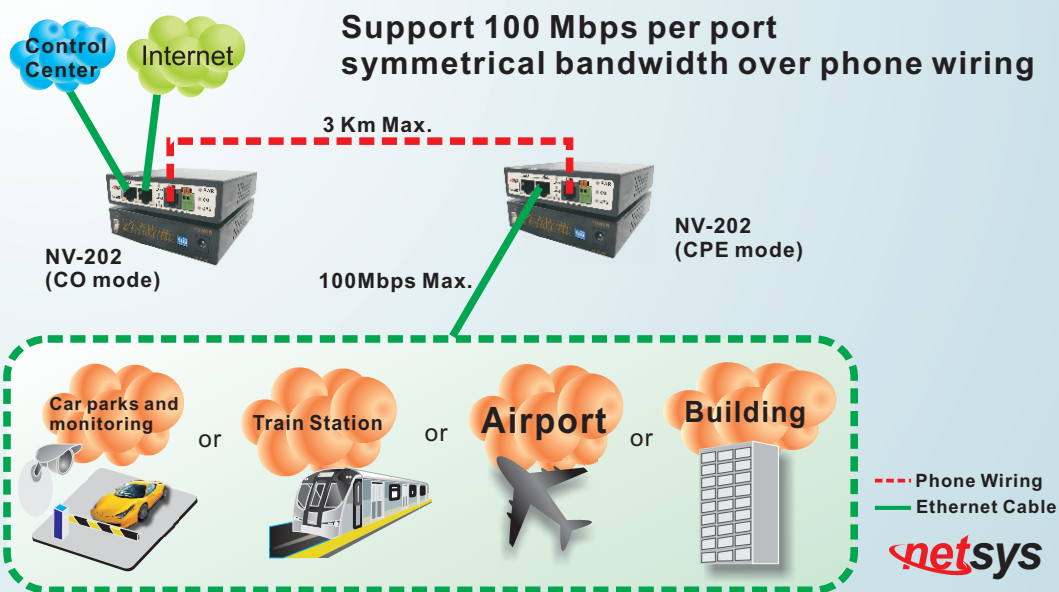 Support 100 Mbps per port
symmetrical bandwidth over phone wiring
Control
Center
Internet
3 Km Max.
NV-202
(CO mode)
NV-202
(CPE mode)
100Mbps Max.
Car parks and
monitoring
or
Train Station
or
Airport
or
Building
Phone Wiring
Ethernet Cable
netsys